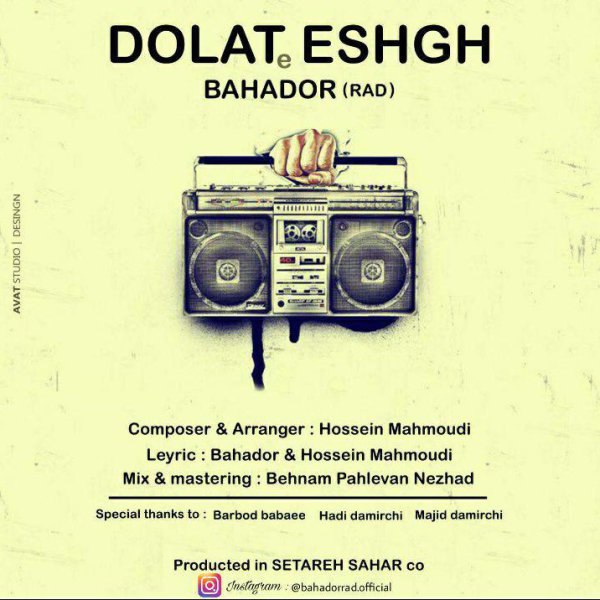 DOLATe ESHGH
BAHADOR (RAD)
AVAT STUDIO | DESINGN
Composer & Arranger : Hossein Mahmoudi
Leyric : Bahador & Hossein Mahmoudi
Mix & mastering : Behnam Pahlevan Nezhad
Special thanks to : Barbod babaee Hadi damirchi Majid damirchi
Producted in SETAREH SAHAR co
Instagram : @bahadorrad.official